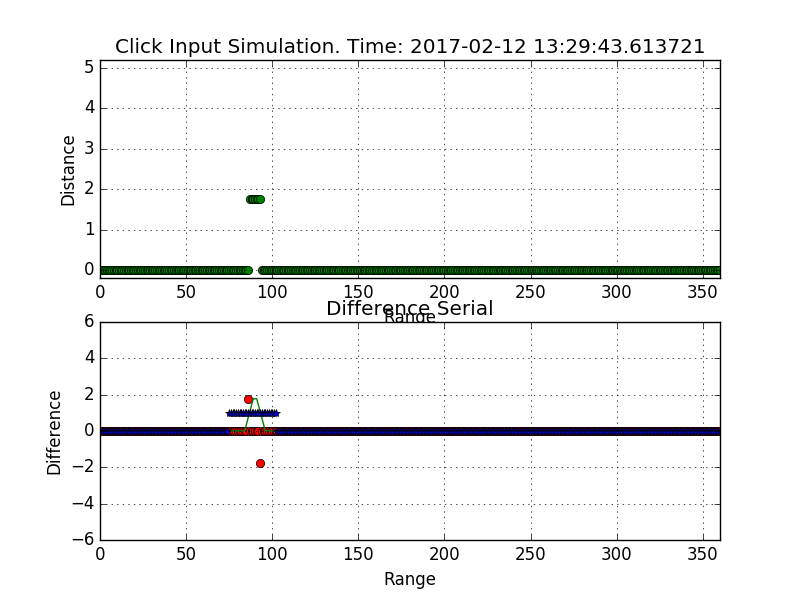 Click Input Simulation. Time: 2017-02-12 13:29:43.613721
5
4
3
2
1
0
Distance
0 50 100 150 200 250 300 350
Range
Difference Serial
6
4
2
0
−2
−4
−6
Difference
0 50 100 150 200 250 300 350
Range